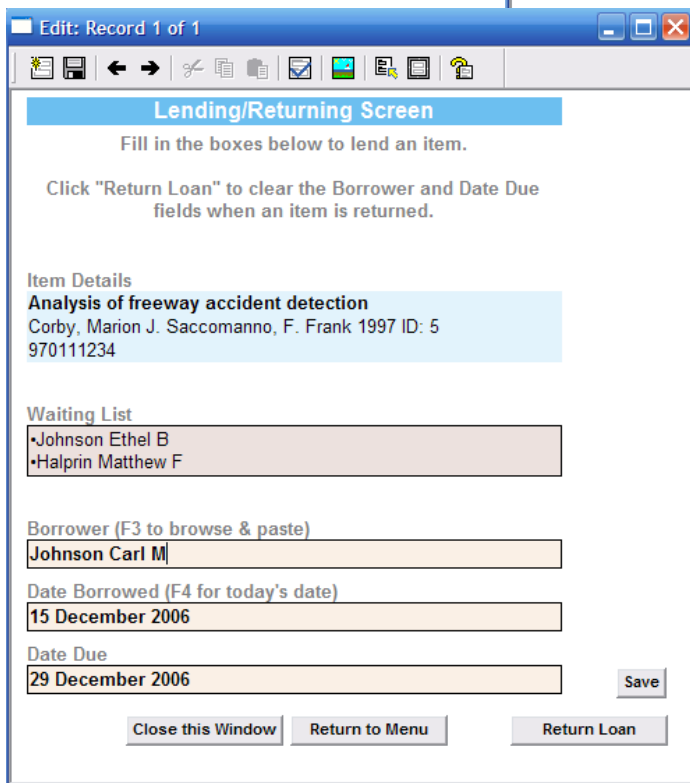 Edit: Record 1 of 1
Lending/Returning Screen
Fill in the boxes below to lend an item.
Click "Return Loan" to clear the Borrower and Date Due
fields when an item is returned.
Item Details
Analysis of freeway accident detection
Corby, Marion J. Saccomanno, F. Frank 1997 ID: 5
970111234
Waiting List
•Johnson Ethel B
•Halprin Matthew F
Borrower (F3 to browse & paste)
Johnson Carl M
Date Borrowed (F4 for today's date)
15 December 2006
Date Due
29 December 2006
Save
Close this Window Return to Menu Return Loan